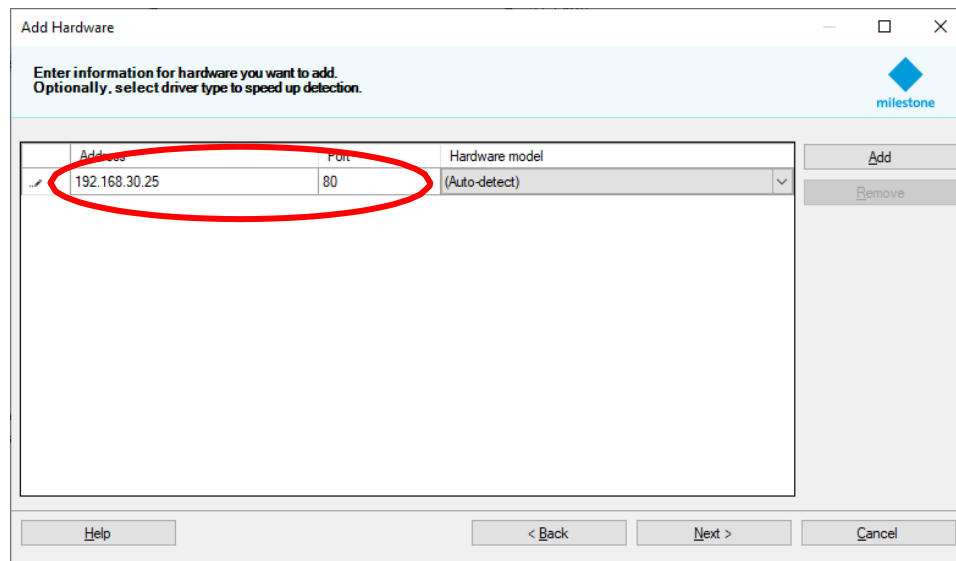 Add Hardware
Enter information for hardware you want to add.
Optionally, select driver type to speed up detection.
milestone
Address Port Hardware model
192.168.30.25 80 (Auto-detect)
Add
Remove
Help < Back Next > Cancel